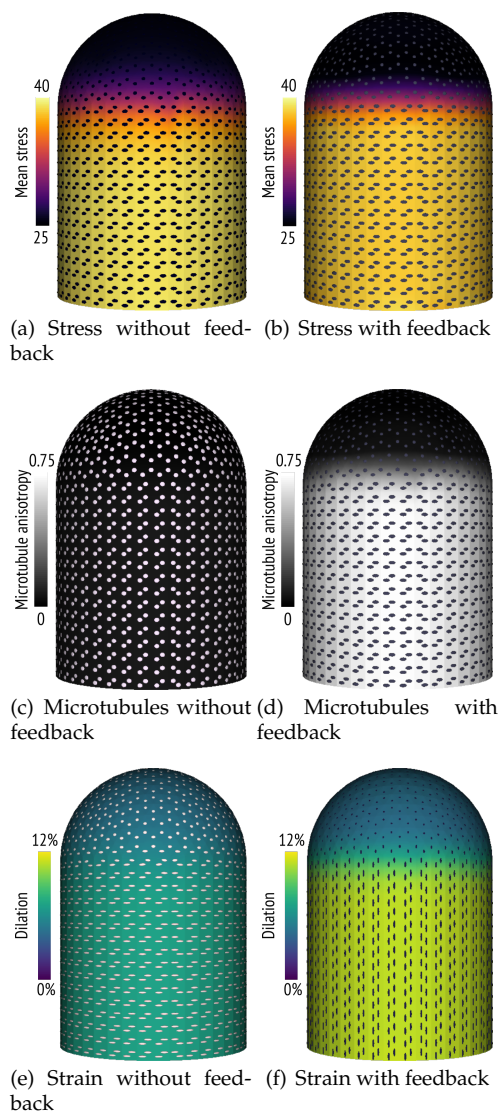 40
40
Mean stress
Mean stress
25
25
(a) Stress without feed-
back
(b) Stress with feedback
0.75
0.75
Microtubule anisotropy
Microtubule anisotropy
0
0
(c) Microtubules without
feedback
(d) Microtubules with
feedback
12%
12%
Dilation
Dilation
0%
0%
(e) Strain without feed-
back
(f) Strain with feedback